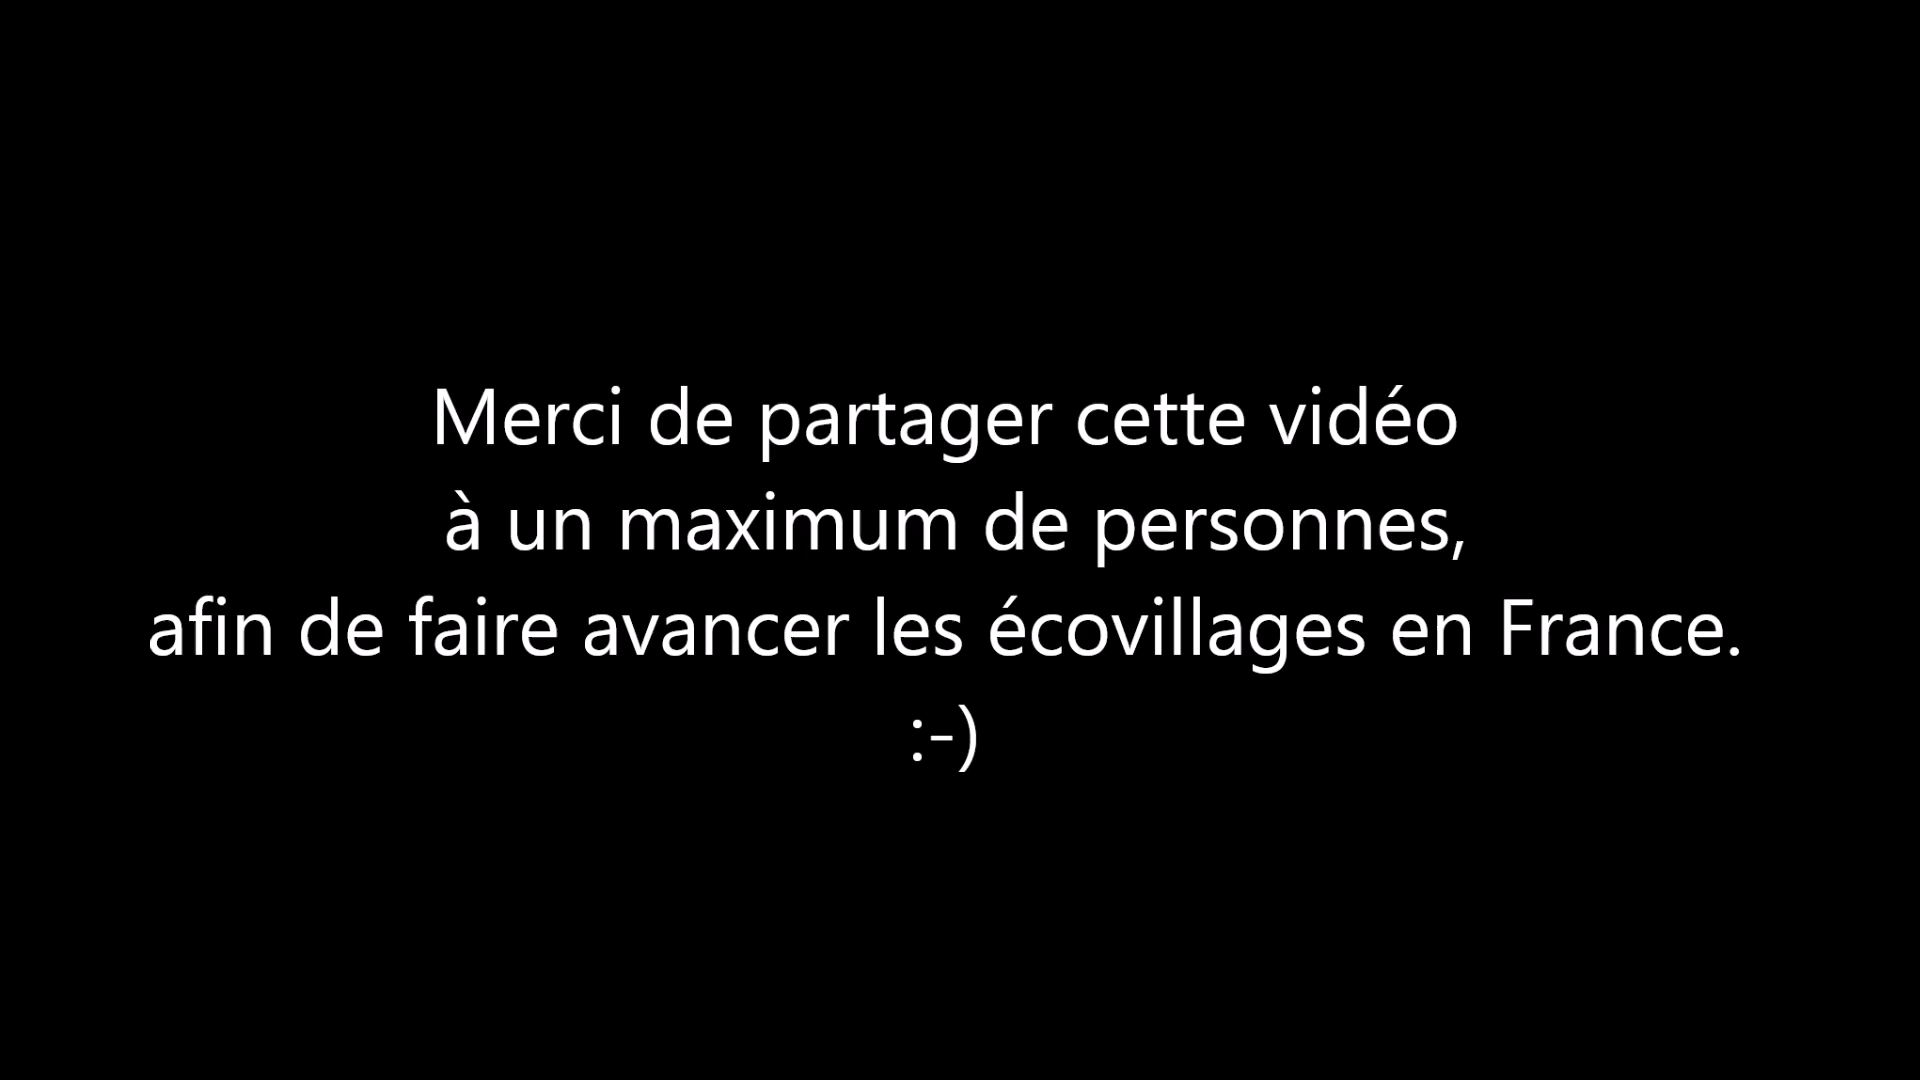 Merci de partager cette vidéo
à un maximum de personnes,
afin de faire avancer les écovillages en France.
:-)